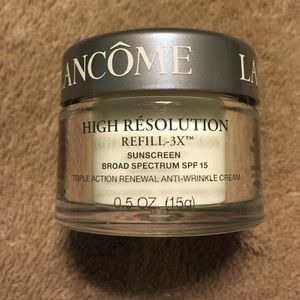 LANCÔME LA
HIGH RÉSOLUTION
REFILL-3X™
SUNSCREEN
BROAD SPECTRUM SPF 15
TRIPLE ACTION RENEWAL ANTI-WRINKLE CREAM
0.5 OZ. (15g)